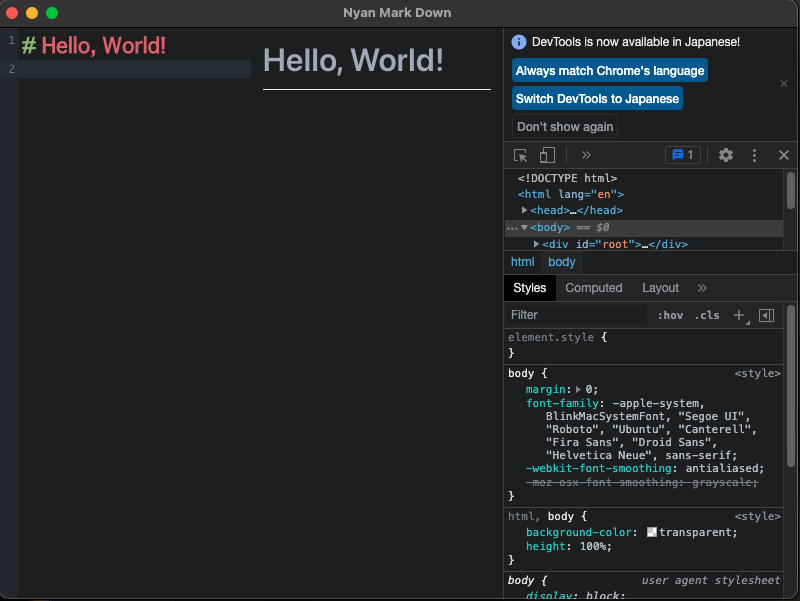 Nyan Mark Down
1 # Hello, World!
2
Hello, World!
DevTools is now available in Japanese!
Always match Chrome's language
Switch DevTools to Japanese
Don't show again
1
<!DOCTYPE html>
<html lang="en">
<head>…</head>
<body> == $0
<div id="root">…</div>
html body
Styles Computed Layout
Filter :hov .cls
element.style {
}
body { <style>
margin: 0;
font-family: -apple-system,
BlinkMacSystemFont, "Segoe UI",
"Roboto", "Ubuntu", "Canterell",
"Fira Sans", "Droid Sans",
"Helvetica Neue", sans-serif;
-webkit-font-smoothing: antialiased;
-moz-osx-font-smoothing: grayscale;
}
html, body { <style>
background-color: transparent;
height: 100%;
}
body { user agent stylesheet
display: block;